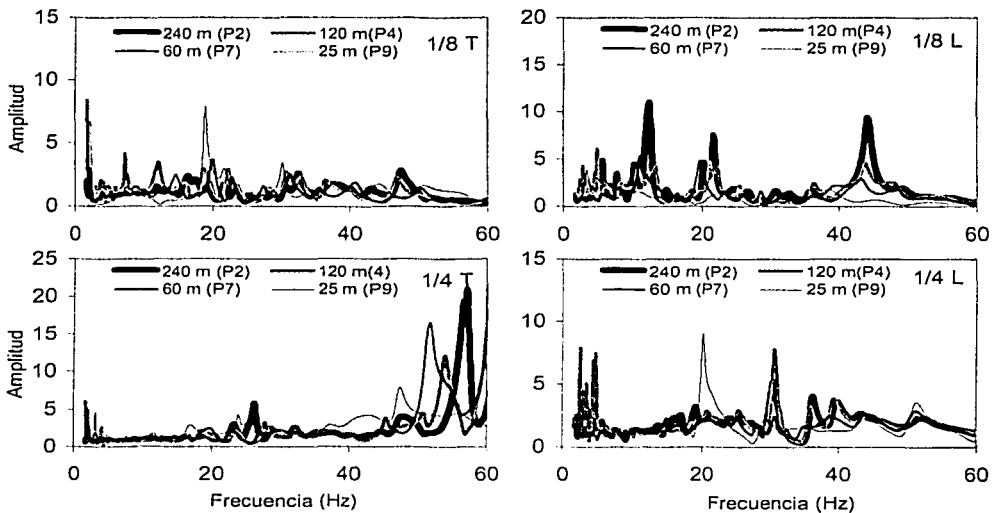 15
10
5
0
Amplitud
240 m (P2) 120 m(P4)
60 m (P7) 25 m (P9)
1/8 T
0 20 40 60
20
15
10
5
0
240 m (P2) 120 m(P4)
60 m (P7) 25 m (P9)
1/8 L
0 20 40 60
25
20
15
10
5
0
Amplitud
240 m (P2) 120 m(4)
60 m (P7) 25 m (P9)
1/4 T
0 20 40 60
Frecuencia (Hz)
15
10
5
0
240 m (P2) 120 m(P4)
60 m (P7) 25 m (P9)
1/4 L
0 20 40 60
Frecuencia (Hz)